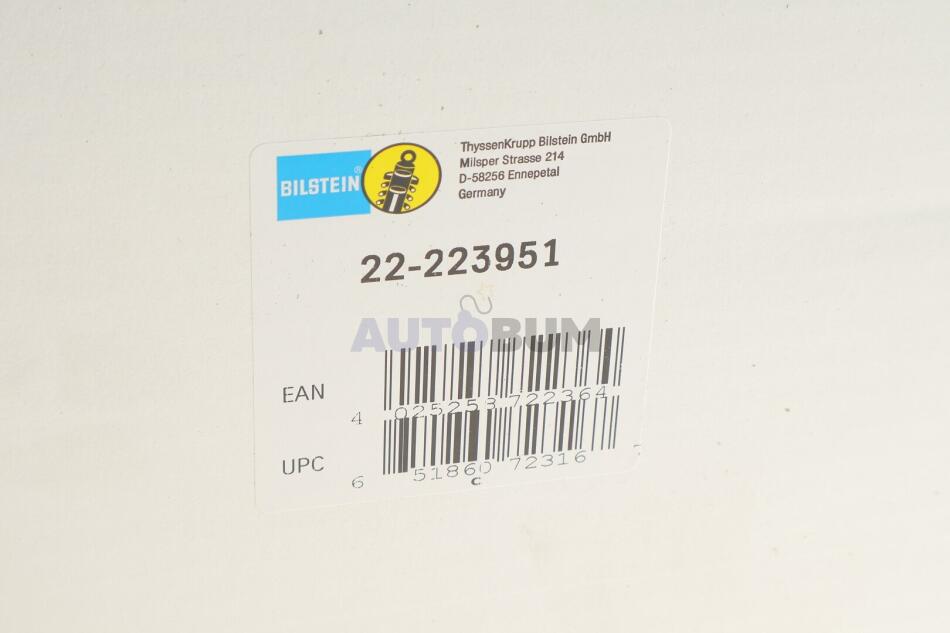 BILSTEIN®
ThyssenKrupp Bilstein GmbH
Milsper Strasse 214
D-58256 Ennepetal
Germany
22-223951
AUTOBUM
EAN
4 025258 722364
UPC
6 51860 72316
C